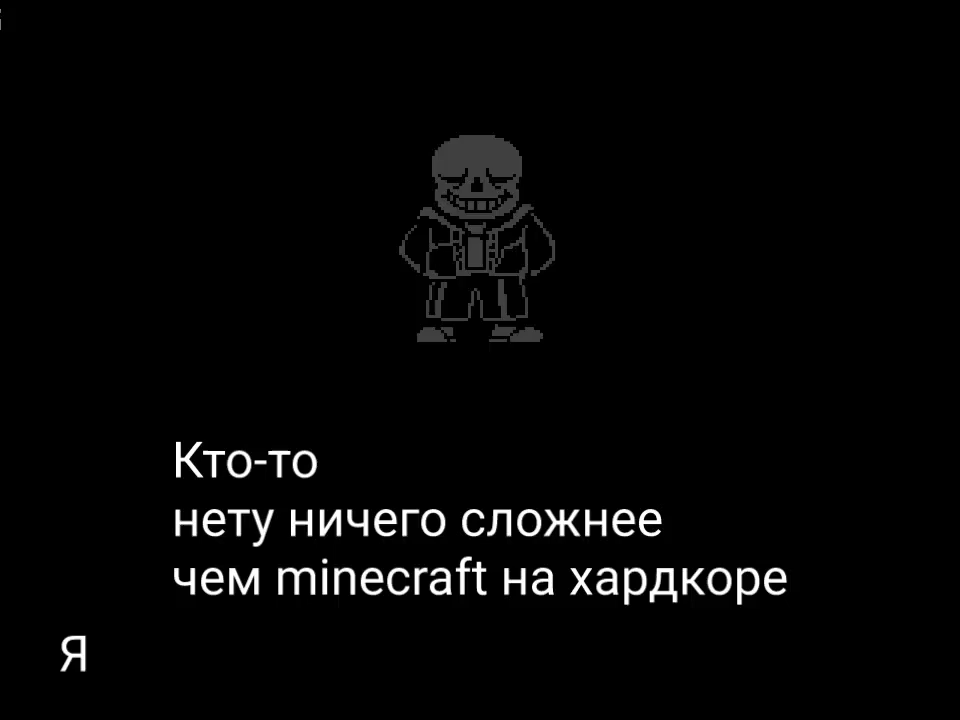 Кто-то
нету ничего сложнее
чем minecraft на хардкоре
Я